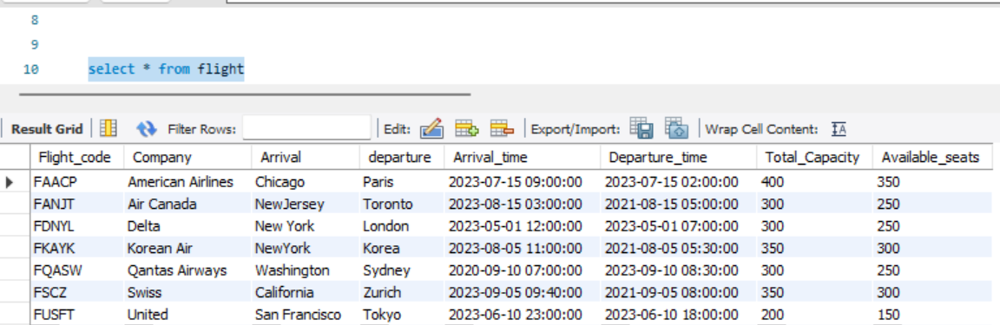 8
9
10 select * from flight
Result Grid Filter Rows: Edit: Export/Import: Wrap Cell Content: IA
Flight_code Company Arrival departure Arrival_time Departure_time Total_Capacity Available_seats
FAACP American Airlines Chicago Paris 2023-07-15 09:00:00 2023-07-15 02:00:00 400 350
FANJT Air Canada NewJersey Toronto 2023-08-15 03:00:00 2021-08-15 05:00:00 300 250
FDNYL Delta New York London 2023-05-01 12:00:00 2023-05-01 07:00:00 300 250
FKAYK Korean Air NewYork Korea 2023-08-05 11:00:00 2021-08-05 05:30:00 350 300
FQASW Qantas Airways Washington Sydney 2020-09-10 07:00:00 2023-09-10 08:30:00 300 250
FSCZ Swiss California Zurich 2023-09-05 09:40:00 2021-09-05 08:00:00 350 300
FUSFT United San Francisco Tokyo 2023-06-10 23:00:00 2023-06-10 18:00:00 200 150